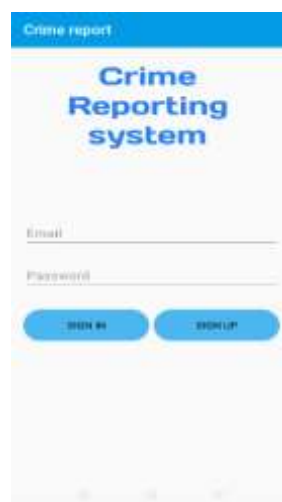 Crime report
Crime
Reporting
system
Email
Password
SIGN IN
SIGN UP